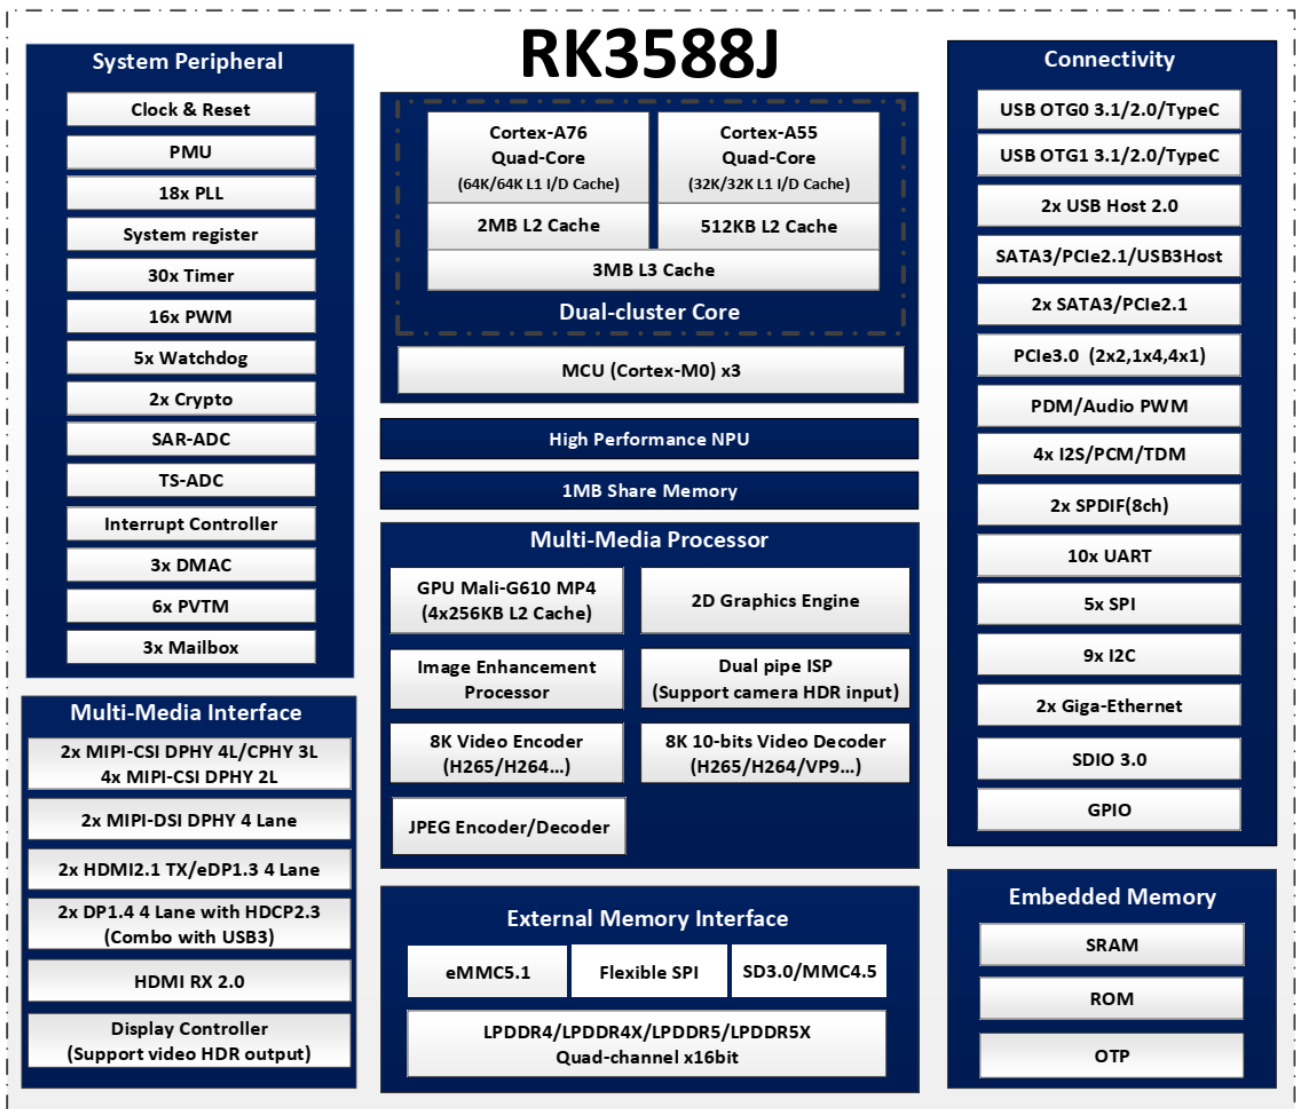 RK3588J
System Peripheral
Clock & Reset
PMU
18x PLL
System register
30x Timer
16x PWM
5x Watchdog
2x Crypto
SAR-ADC
TS-ADC
Interrupt Controller
3x DMAC
6x PVTM
3x Mailbox
Multi-Media Interface
2x MIPI-CSI DPHY 4L/CPHY 3L
4x MIPI-CSI DPHY 2L
2x MIPI-DSI DPHY 4 Lane
2x HDMI2.1 TX/eDP1.3 4 Lane
2x DP1.4 4 Lane with HDCP2.3
(Combo with USB3)
HDMI RX 2.0
Display Controller
(Support video HDR output)
Cortex-A76
Quad-Core
(64K/64K L1 I/D Cache)
2MB L2 Cache
Cortex-A55
Quad-Core
(32K/32K L1 I/D Cache)
512KB L2 Cache
3MB L3 Cache
Dual-cluster Core
MCU (Cortex-M0) x3
High Performance NPU
1MB Share Memory
Multi-Media Processor
GPU Mali-G610 MP4
(4x256KB L2 Cache)
2D Graphics Engine
Image Enhancement
Processor
Dual pipe ISP
(Support camera HDR input)
8K Video Encoder
(H265/H264...)
8K 10-bits Video Decoder
(H265/H264/VP9...)
JPEG Encoder/Decoder
External Memory Interface
eMMC5.1
Flexible SPI
SD3.0/MMC4.5
LPDDR4/LPDDR4X/LPDDR5/LPDDR5X
Quad-channel x16bit
Connectivity
USB OTG0 3.1/2.0/TypeC
USB OTG1 3.1/2.0/TypeC
2x USB Host 2.0
SATA3/PCIe2.1/USB3Host
2x SATA3/PCIe2.1
PCIe3.0 (2x2,1x4,4x1)
PDM/Audio PWM
4x I2S/PCM/TDM
2x SPDIF(8ch)
10x UART
5x SPI
9x I2C
2x Giga-Ethernet
SDIO 3.0
GPIO
Embedded Memory
SRAM
ROM
OTP